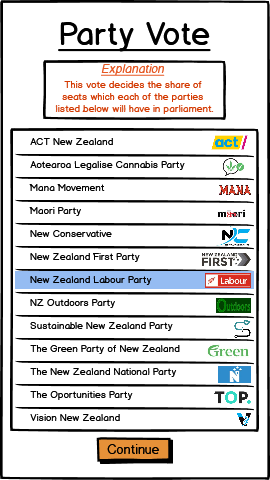 Party Vote
Explanation
This vote decides the share of
seats which each of the parties
listed below will have in parliament.
ACT New Zealand act/
Aotearoa Legalise Cannabis Party
Mana Movement MANA
Maori Party maori
New Conservative NC
New Zealand First Party NEW ZEALAND FIRST
New Zealand Labour Party Labour
NZ Outdoors Party Outdoors
Sustainable New Zealand Party
The Green Party of New Zealand Green
The New Zealand National Party N
The Oportunities Party TOP.
Vision New Zealand V
Continue